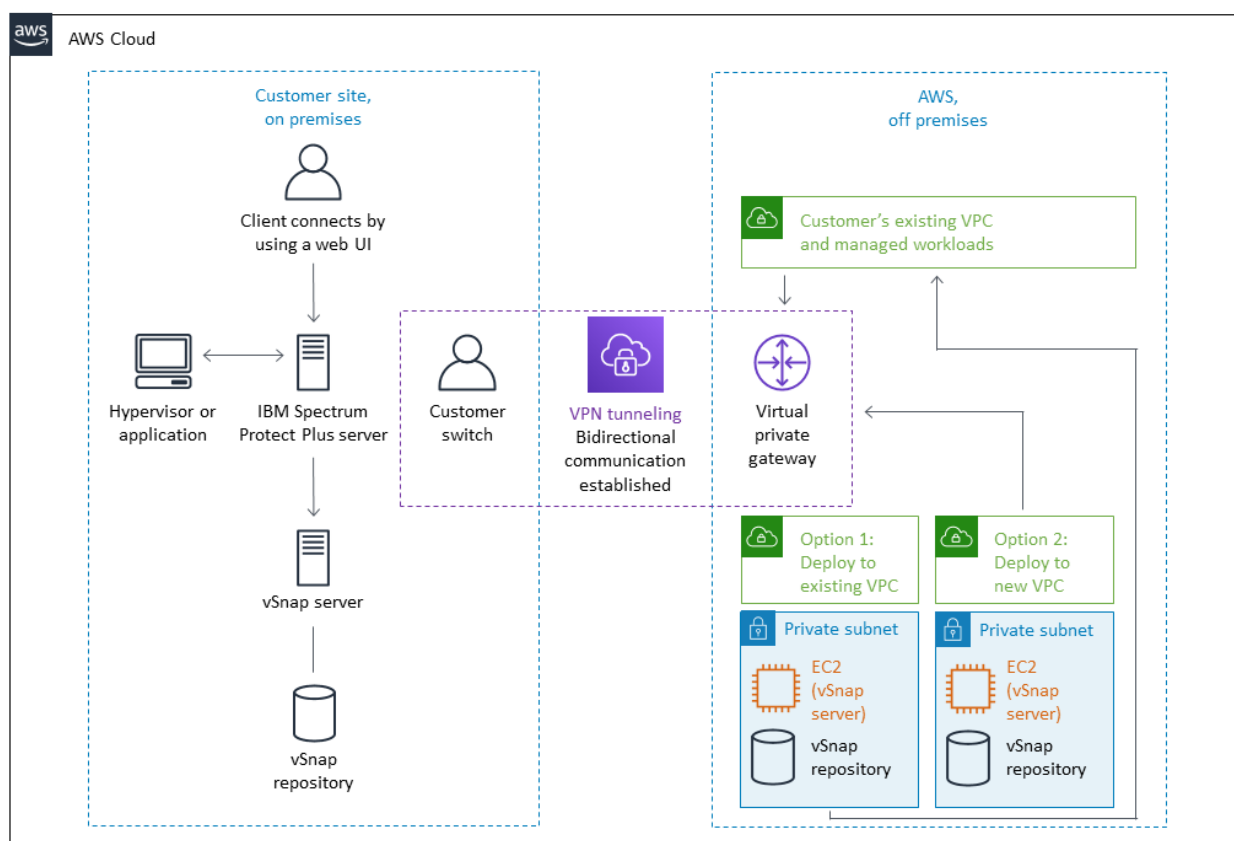 aws
AWS Cloud
Customer site,
on premises
Client connects by
using a web UI
Hypervisor or
application
IBM Spectrum
Protect Plus server
vSnap server
vSnap
repository
Customer
switch
VPN tunneling
Bidirectional
communication
established
AWS,
off premises
Customer’s existing VPC
and managed workloads
Virtual
private
gateway
Option 1:
Deploy to
existing VPC
Private subnet
EC2
(vSnap
server)
vSnap
repository
Option 2:
Deploy to
new VPC
Private subnet
EC2
(vSnap
server)
vSnap
repository